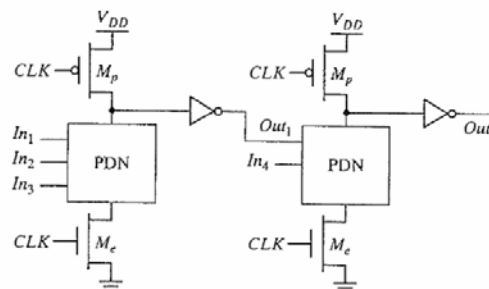 V_DD
V_DD
CLK
M_p
CLK
M_p
In_1
In_2
In_3
PDN
Out_1
In_4
PDN
Out
CLK
M_e
CLK
M_e